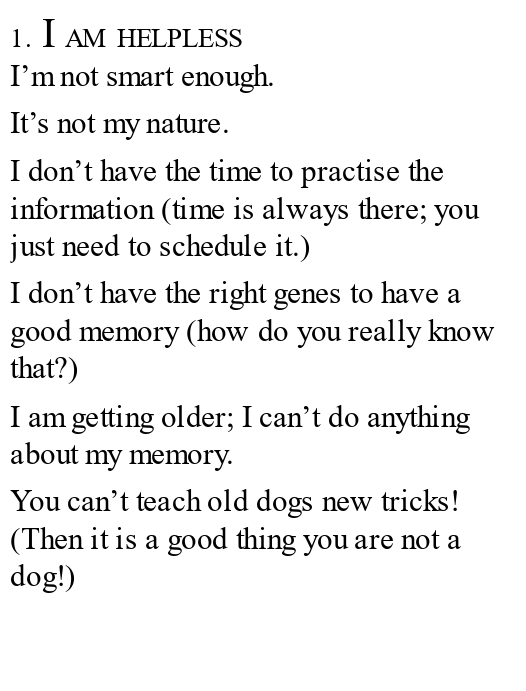 1. I AM HELPLESS
I’m not smart enough.
It’s not my nature.
I don’t have the time to practise the
information (time is always there; you
just need to schedule it.)
I don’t have the right genes to have a
good memory (how do you really know
that?)
I am getting older; I can’t do anything
about my memory.
You can’t teach old dogs new tricks!
(Then it is a good thing you are not a
dog!)